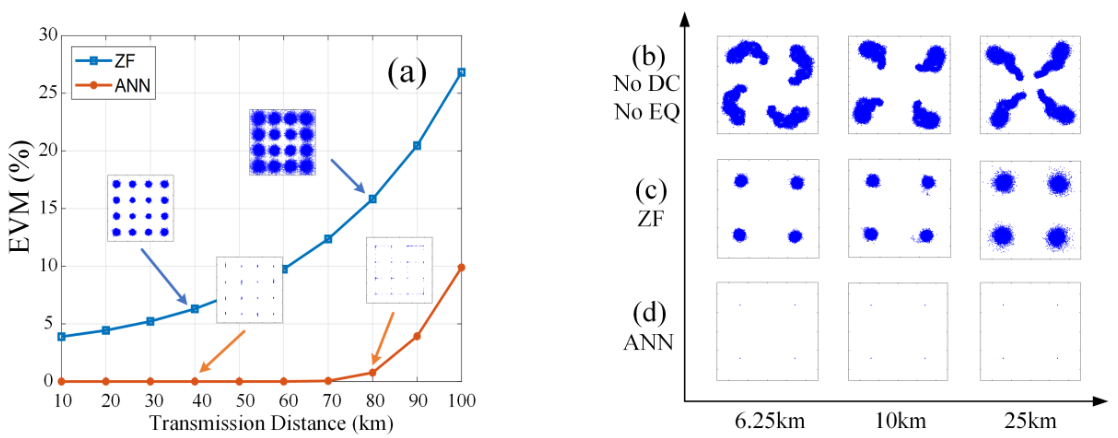 30
25
20
15
10
5
0
EVM (%)
ZF
ANN
(a)
10 20 30 40 50 60 70 80 90 100
Transmission Distance (km)
(b)
No DC
No EQ
(c)
ZF
(d)
ANN
6.25km 10km 25km